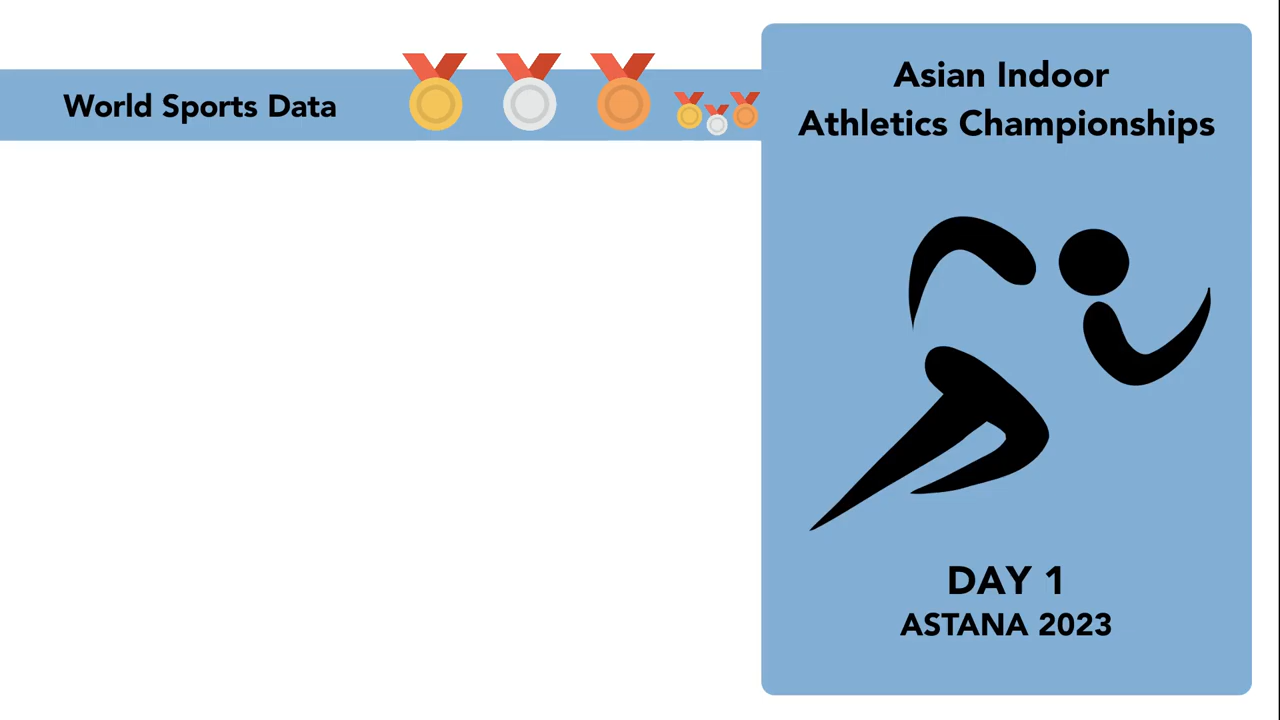 World Sports Data
Asian Indoor
Athletics Championships
DAY 1
ASTANA 2023